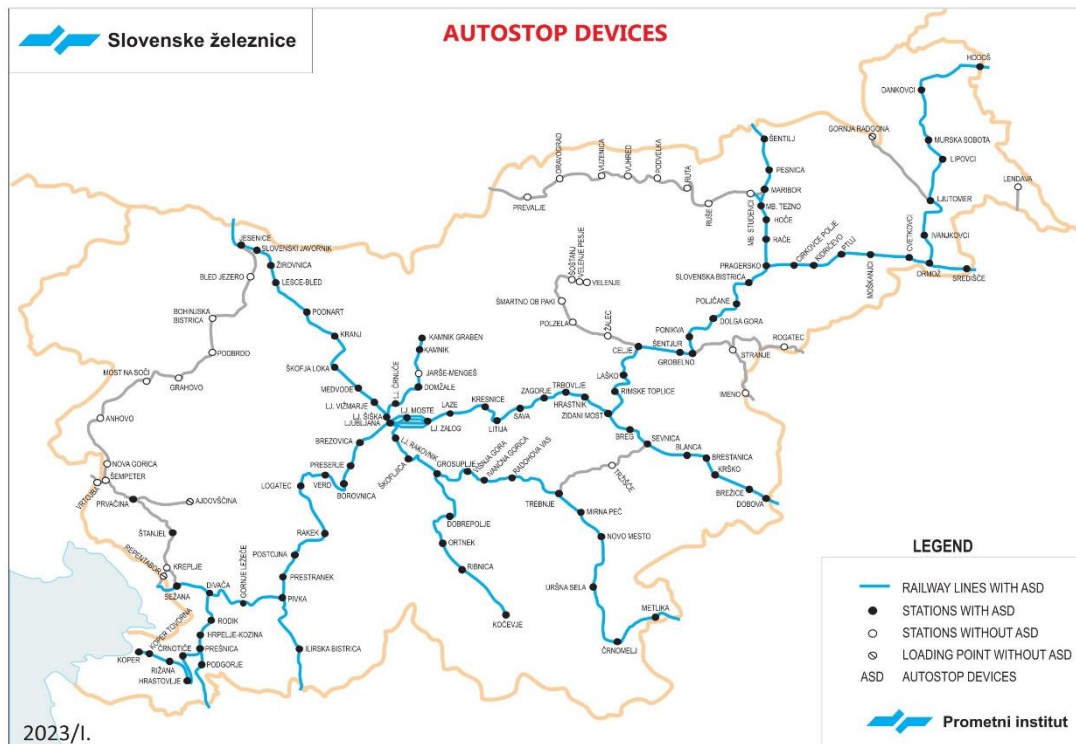 Slovenske železnice
AUTOSTOP DEVICES
HODOŠ
DANKOVCI
GORNJA RADGONA
MURSKA SOBOTA
LIPOVCI
LENDAVA
LJUTOMER
IVANJKOVCI
ORMOŽ
SREDIŠČE
CVETKOVCI
MOŠKANJCI
PTUJ
KIDRIČEVO
CIRKOVCE POLJE
PRAGERSKO
ŠENTILJ
PESNICA
MARIBOR
MB. TEZNO
MB. STUDENCI
HOČE
RAČE
RUŠE
RUTA
PODVELKA
VUHRED
VUZENICA
DRAVOGRAD
PREVALJE
SLOVENSKA BISTRICA
POLJČANE
DOLGA GORA
PONIKVA
GROBELNO
ŠENTJUR
CELJE
STRANJE
ROGATEC
IMENO
ŠOŠTANJ
VELENJE PESJE
VELENJE
ŠMARTNO OB PAKI
POLZELA
ŽALEC
LAŠKO
RIMSKE TOPLICE
ZIDANI MOST
HRASTNIK
TRBOVLJE
ZAGORJE
SAVA
LITIJA
KRESNICE
LAZE
LJ. ZALOG
LJ. MOSTE
BREG
SEVNICA
BLANCA
BRESTANICA
KRŠKO
BREŽICE
DOBOVA
TRŽIŠČE
TREBNJE
JESENICE
SLOVENSKI JAVORNIK
ŽIROVNICA
LESCE-BLED
PODNART
KRANJ
ŠKOFJA LOKA
MEDVODE
LJ. VIŽMARJE
LJ. ŠIŠKA
LJUBLJANA
LJ. ČRNUČE
KAMNIK GRABEN
KAMNIK
JARŠE-MENGEŠ
DOMŽALE
BLED JEZERO
BOHINJSKA
BISTRICA
PODBRDO
GRAHOVO
MOST NA SOČI
ANHOVO
NOVA GORICA
ŠEMPETER
VRTOJBA
PRVAČINA
AJDOVŠČINA
ŠTANJEL
KREPLJE
REPENTABOR
SEŽANA
DIVAČA
GORNJE LEŽEČE
BREZOVICA
PRESERJE
BOROVNICA
VERD
LOGATEC
RAKEK
POSTOJNA
PRESTRANEK
PIVKA
ILIRSKA BISTRICA
RODIK
HRPELJE-KOZINA
PREŠNICA
PODGORJE
ČRNOTIČE
KOPER TOVORNA
KOPER
RIŽANA
HRASTOVLJE
LJ. RAKOVNIK
ŠKOFLJICA
GROSUPLJE
VIŠNJA GORA
IVANČNA GORICA
RADOHOVA VAS
DOBREPOLJE
ORTNEK
RIBNICA
KOČEVJE
MIRNA PEČ
NOVO MESTO
URŠNA SELA
METLIKA
ČRNOMELJ
LEGEND
RAILWAY LINES WITH ASD
STATIONS WITH ASD
STATIONS WITHOUT ASD
LOADING POINT WITHOUT ASD
ASD AUTOSTOP DEVICES
Prometni institut
2023/I.